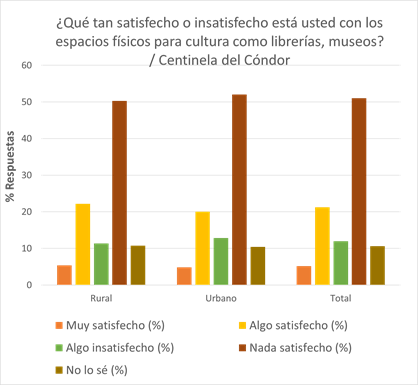 ¿Qué tan satisfecho o insatisfecho está usted con los
espacios físicos para cultura como librerías, museos?
/ Centinela del Cóndor
% Respuestas
60
50
40
30
20
10
0
Rural Urbano Total
Muy satisfecho (%) Algo satisfecho (%)
Algo insatisfecho (%) Nada satisfecho (%)
No lo sé (%)